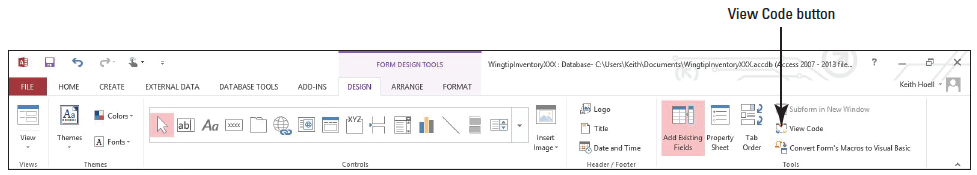 View Code button
FORM DESIGN TOOLS
WingtipInventoryXXX : Database- C:\Users\Keith\Documents\WingtipInventoryXXX.accdb (Access 2007 - 2013 file...
?
FILE HOME CREATE EXTERNAL DATA DATABASE TOOLS ADD-INS DESIGN ARRANGE FORMAT
Keith Hoell
View
Themes
Colors
Fonts
ab| Aa xxxx XYZ
Insert Image
Logo
Title
Date and Time
Add Existing Fields
Property Sheet
Tab Order
Subform in New Window
View Code
Convert Form's Macros to Visual Basic
Views Themes Controls Header / Footer Tools